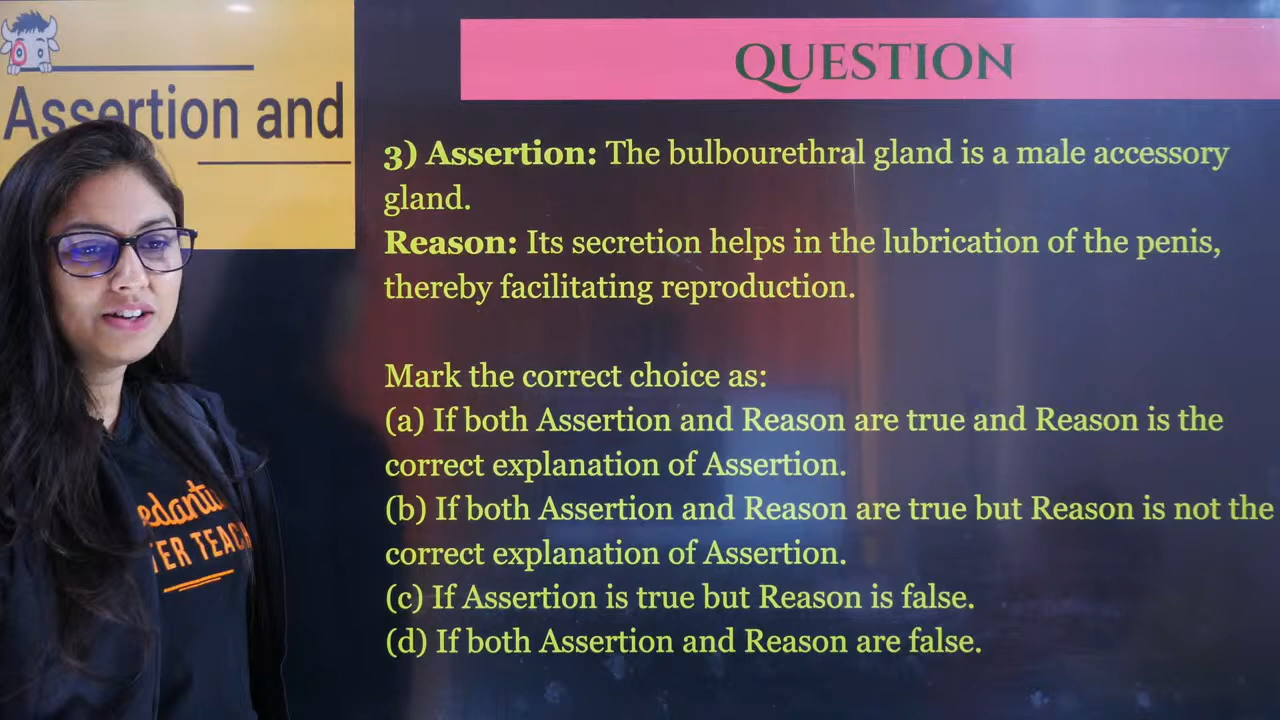 Assertion and
QUESTION
3) Assertion: The bulbourethral gland is a male accessory
gland.
Reason: Its secretion helps in the lubrication of the penis,
thereby facilitating reproduction.
Mark the correct choice as:
(a) If both Assertion and Reason are true and Reason is the
correct explanation of Assertion.
(b) If both Assertion and Reason are true but Reason is not the
correct explanation of Assertion.
(c) If Assertion is true but Reason is false.
(d) If both Assertion and Reason are false.
edantu
TER TEACH